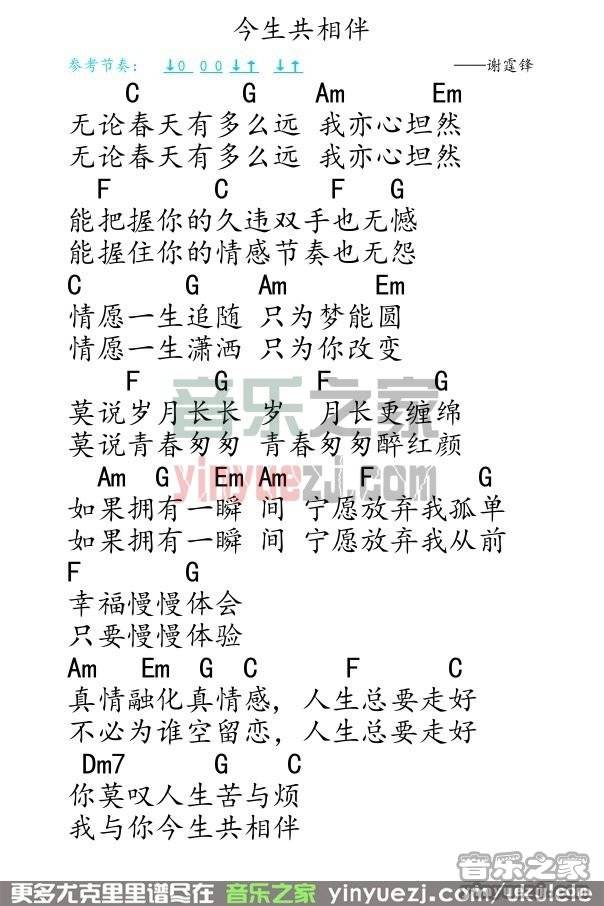 今生共相伴
参考节奏: ↓0 00↓↑ ↓↑ ——谢霆锋
C G Am Em
无论春天有多么远 我亦心坦然
无论春天有多么远 我亦心坦然
F C F G
能把握你的久违双手也无憾
能握住你的情感节奏也无怨
C G Am Em
情愿一生追随 只为梦能圆
情愿一生潇洒 只为你改变
F G F G
莫说岁月长长 岁 月长更缠绵
莫说青春匆匆 青春匆匆醉红颜
Am G Em Am F G
如果拥有一瞬 间 宁愿放弃我孤单
如果拥有一瞬 间 宁愿放弃我从前
F G
幸福慢慢体会
只要慢慢体验
Am Em G C F C
真情融化真情感，人生总要走好
不必为谁空留恋，人生总要走好
Dm7 G C
你莫叹人生苦与烦
我与你今生共相伴
音乐之家
yinyuezj.com
音乐之家
yinyuezj.com
更多尤克里里谱尽在 音乐之家 yinyuezj.com/ukulele